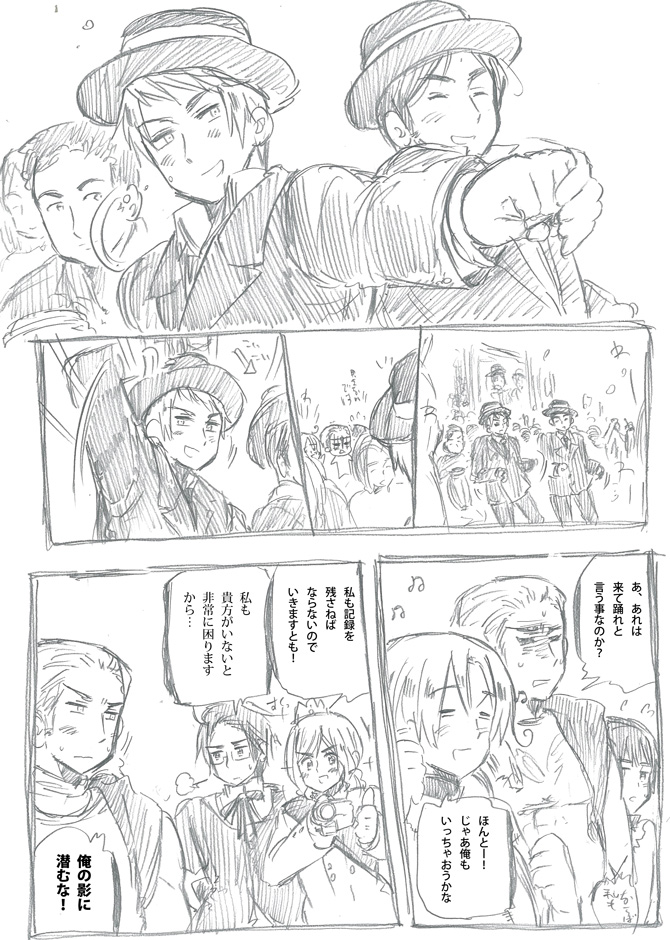 あ、あれは
来て踊れと
言う事なのか？
ほんとー！
じゃあ俺も
いっちゃおうかな
私も記録を
残さねば
ならないので
いきますとも！
私も
貴方がいないと
非常に困ります
から…
俺の影に
潜むな！